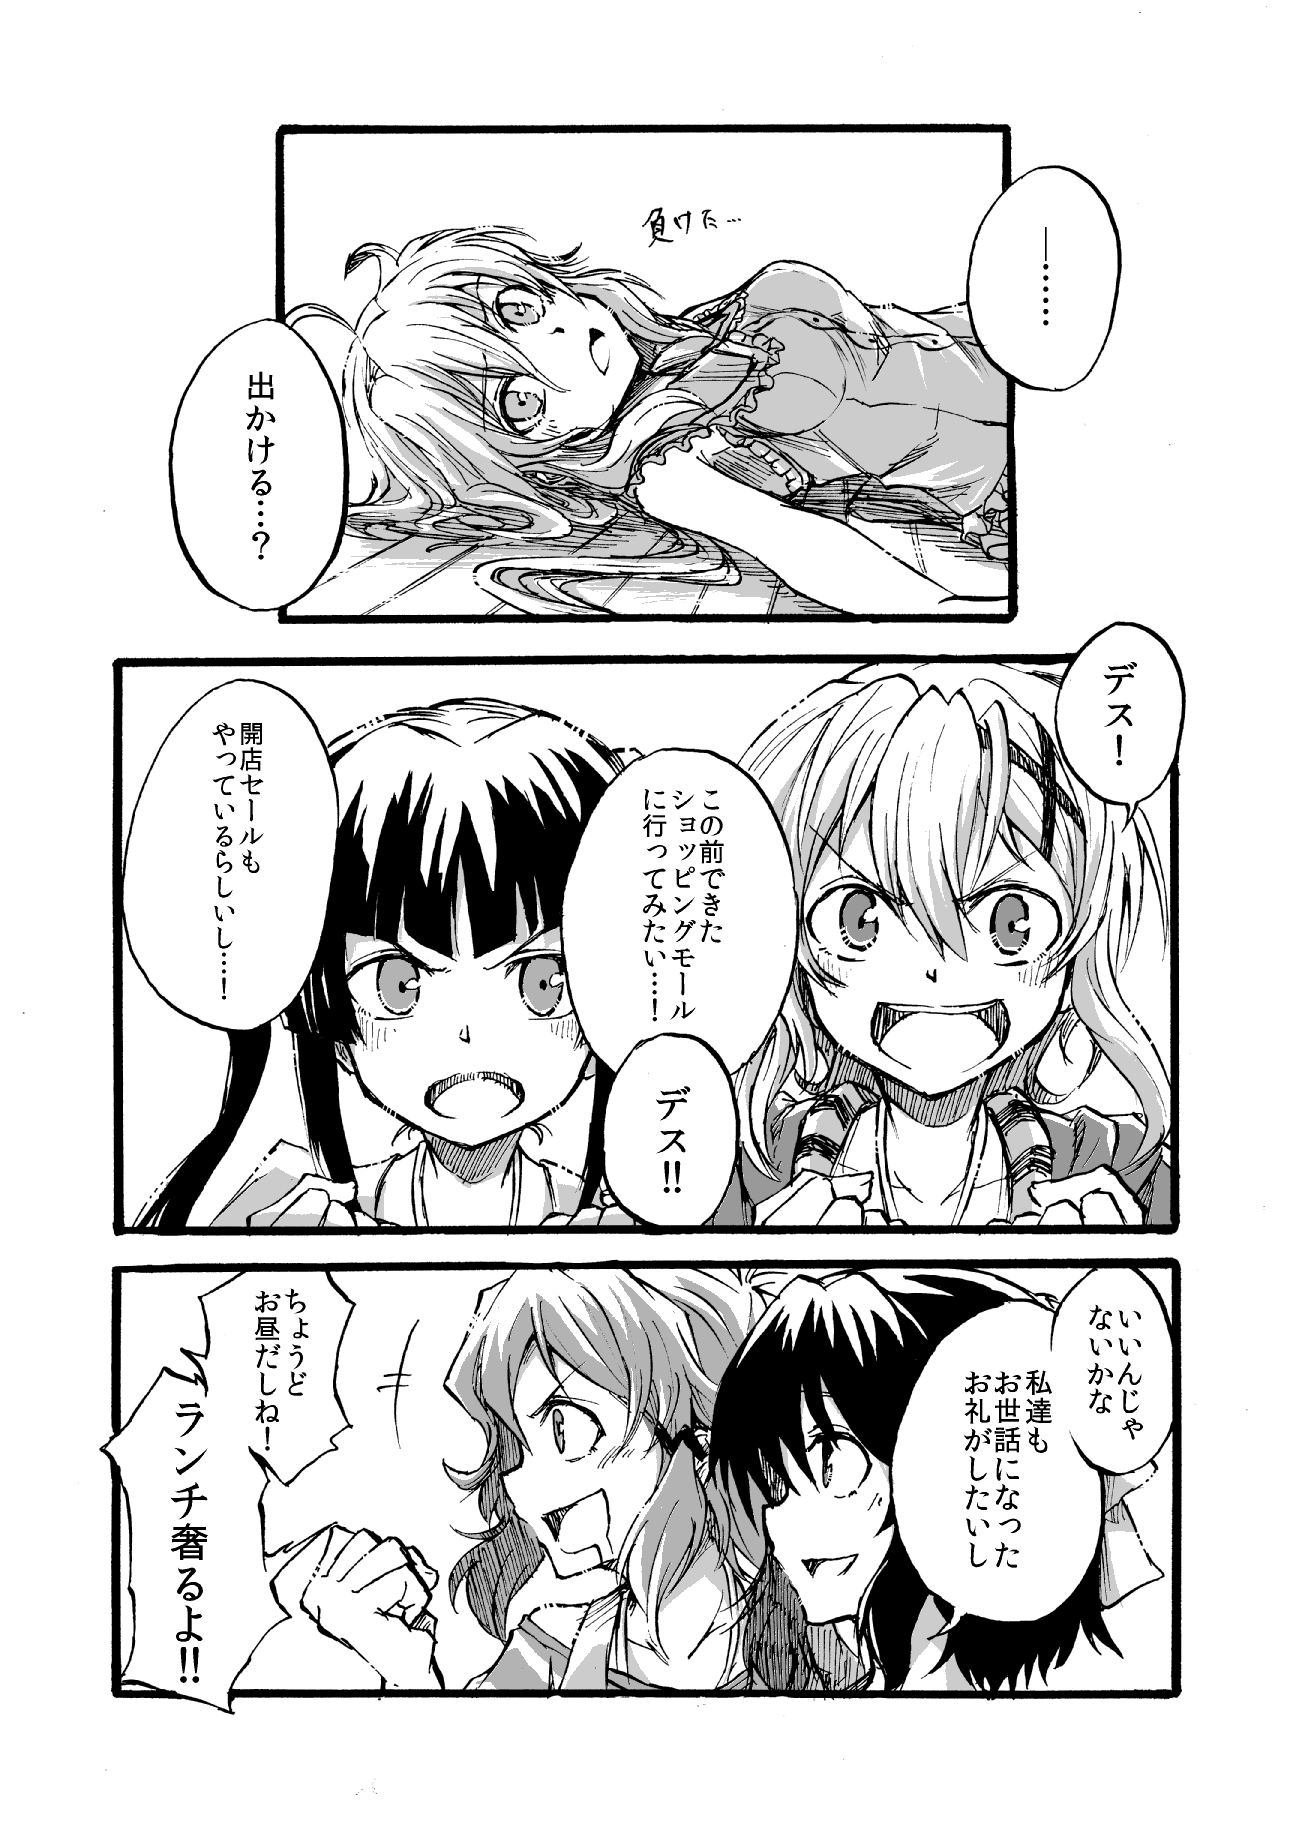 ―……
負けた…
出かける…？
デス！
この前できた
ショッピングモール
に行ってみたい…！
デス!!
開店セールも
やっているらしいし…！
いいんじゃ
ないかな
私達も
お世話になった
お礼がしたいし
ちょうど
お昼だしね！
ランチ奢るよ!!